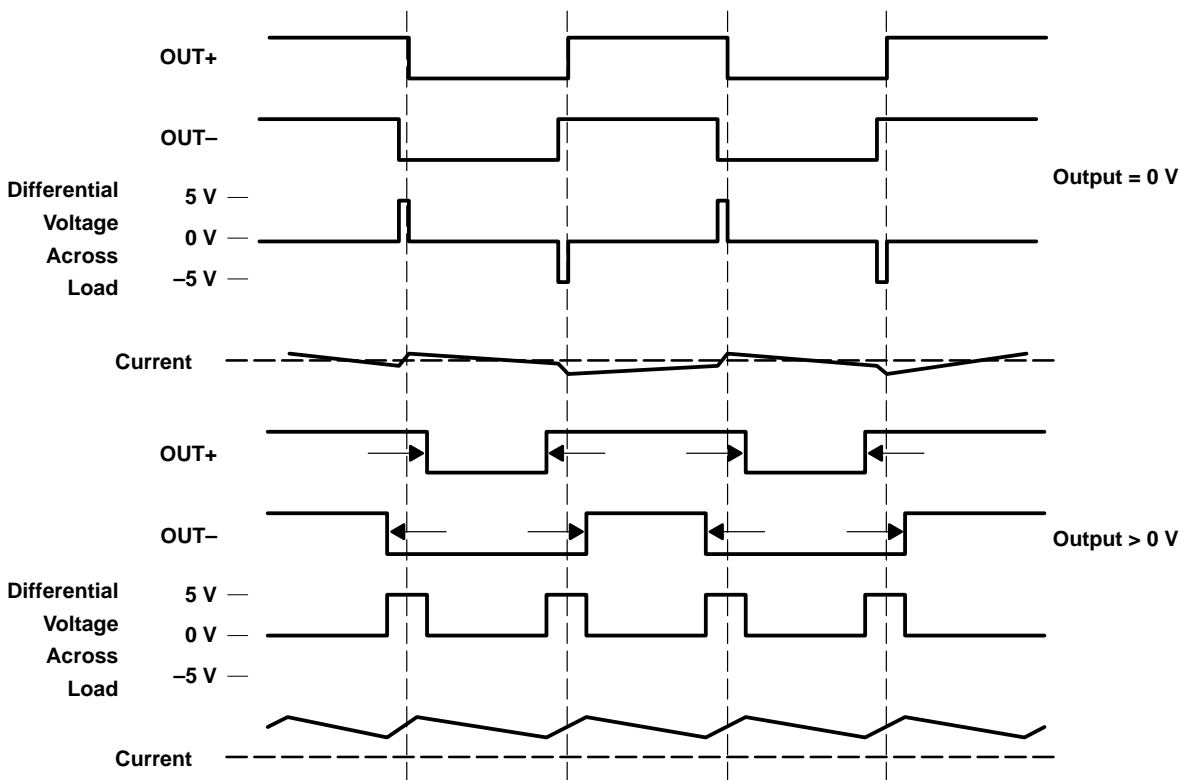 OUT+
OUT–
Output = 0 V
Differential
Voltage
Across
Load
5 V
0 V
–5 V
Current
OUT+
OUT–
Output > 0 V
Differential
Voltage
Across
Load
5 V
0 V
–5 V
Current